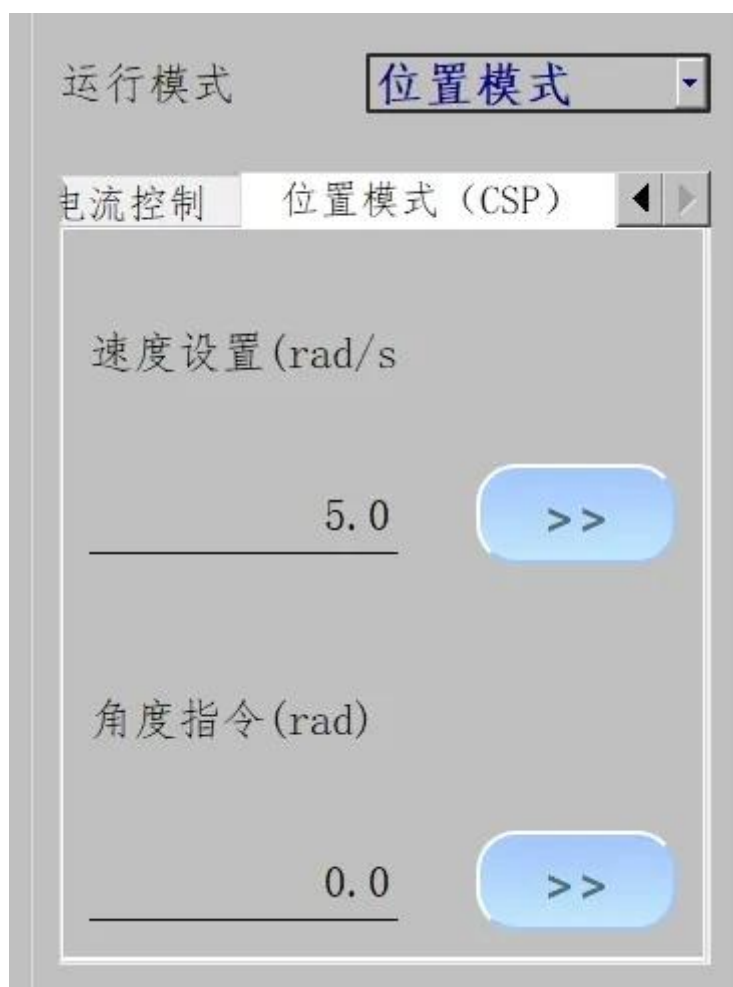 运行模式 位置模式
电流控制 位置模式（CSP）
速度设置(rad/s
5.0 >>
角度指令(rad)
0.0 >>